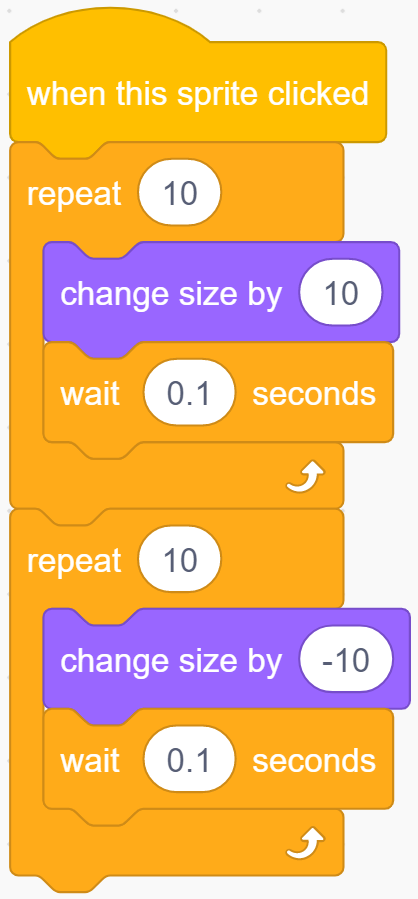 when this sprite clicked
repeat 10
change size by 10
wait 0.1 seconds
repeat 10
change size by -10
wait 0.1 seconds